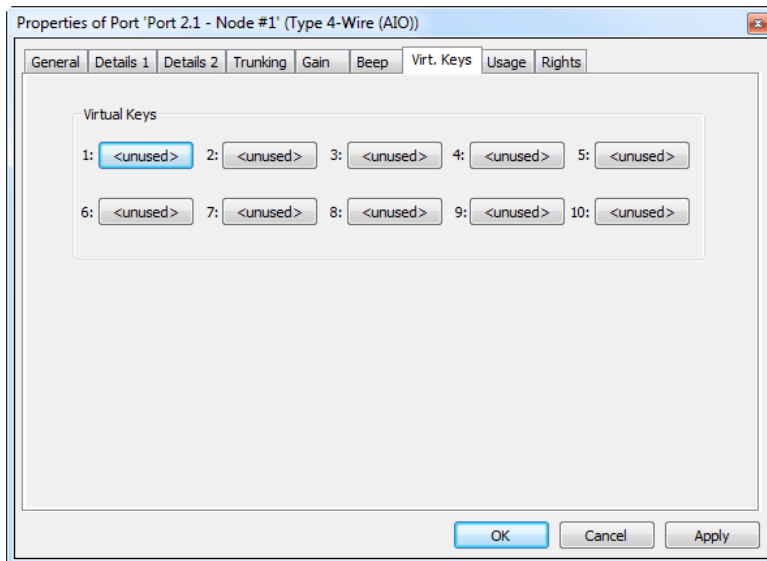 Properties of Port 'Port 2.1 - Node #1' (Type 4-Wire (AIO))
General Details 1 Details 2 Trunking Gain Beep Virt. Keys Usage Rights
Virtual Keys
1: <unused> 2: <unused> 3: <unused> 4: <unused> 5: <unused>
6: <unused> 7: <unused> 8: <unused> 9: <unused> 10: <unused>
OK Cancel Apply